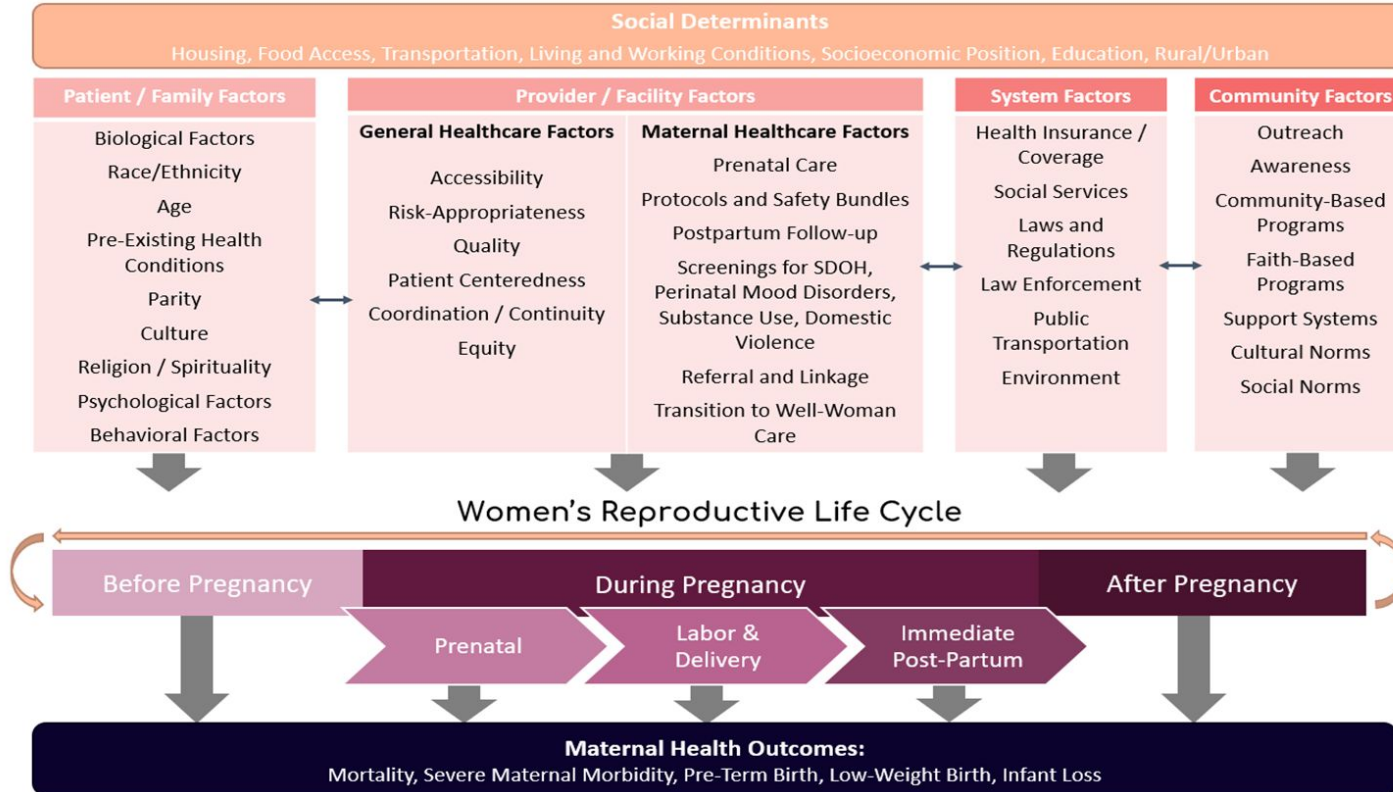 Social Determinants
Housing, Food Access, Transportation, Living and Working Conditions, Socioeconomic Position, Education, Rural/Urban
Patient / Family Factors
Biological Factors
Race/Ethnicity
Age
Pre-Existing Health
Conditions
Parity
Culture
Religion / Spirituality
Psychological Factors
Behavioral Factors
Provider / Facility Factors
General Healthcare Factors
Accessibility
Risk-Appropriateness
Quality
Patient Centeredness
Coordination / Continuity
Equity
Maternal Healthcare Factors
Prenatal Care
Protocols and Safety Bundles
Postpartum Follow-up
Screenings for SDOH,
Perinatal Mood Disorders,
Substance Use, Domestic
Violence
Referral and Linkage
Transition to Well-Woman
Care
System Factors
Health Insurance /
Coverage
Social Services
Laws and
Regulations
Law Enforcement
Public
Transportation
Environment
Community Factors
Outreach
Awareness
Community-Based
Programs
Faith-Based
Programs
Support Systems
Cultural Norms
Social Norms
Women's Reproductive Life Cycle
Before Pregnancy
During Pregnancy
After Pregnancy
Prenatal
Labor &
Delivery
Immediate
Post-Partum
Maternal Health Outcomes:
Mortality, Severe Maternal Morbidity, Pre-Term Birth, Low-Weight Birth, Infant Loss